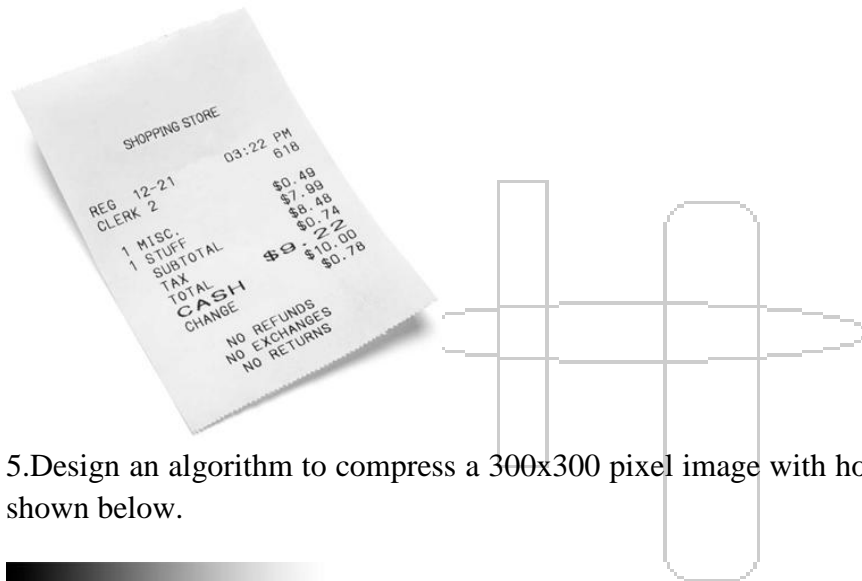 SHOPPING STORE
03:22 PM
REG 12-21 618
CLERK 2
$0.49
1 MISC. $7.99
1 STUFF $8.48
SUBTOTAL $0.74
TAX
TOTAL $9.22
CASH $10.00
CHANGE $0.78
NO REFUNDS
NO EXCHANGES
NO RETURNS
5.Design an algorithm to compress a 300x300 pixel image with ho
shown below.